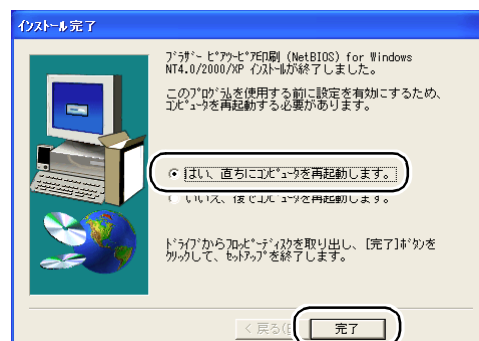 インストール完了
ブラザー ピアツーピア印刷 (NetBIOS) for Windows
NT4.0/2000/XP インストールが終了しました。
このプログラムを使用する前に設定を有効にするため、
コンピュータを再起動する必要があります。
はい、直ちにコンピュータを再起動します。
いいえ、後でコンピュータを再起動します。
ドライブからフロッピーディスクを取り出し、[完了]ボタンを
クリックして、セットアップを終了します。
< 戻る(
完了